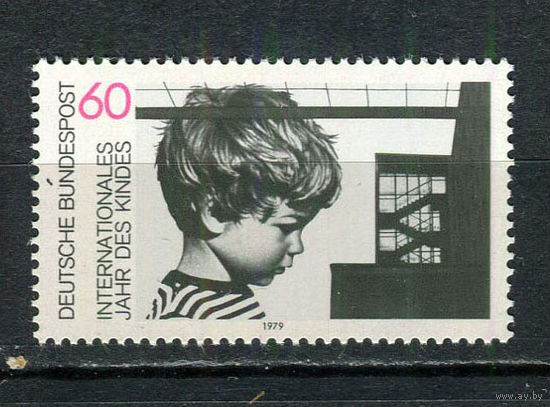 DEUTSCHE BUNDESPOST
60
INTERNATIONALES
JAHR DES KINDES
1979
www.ay.by